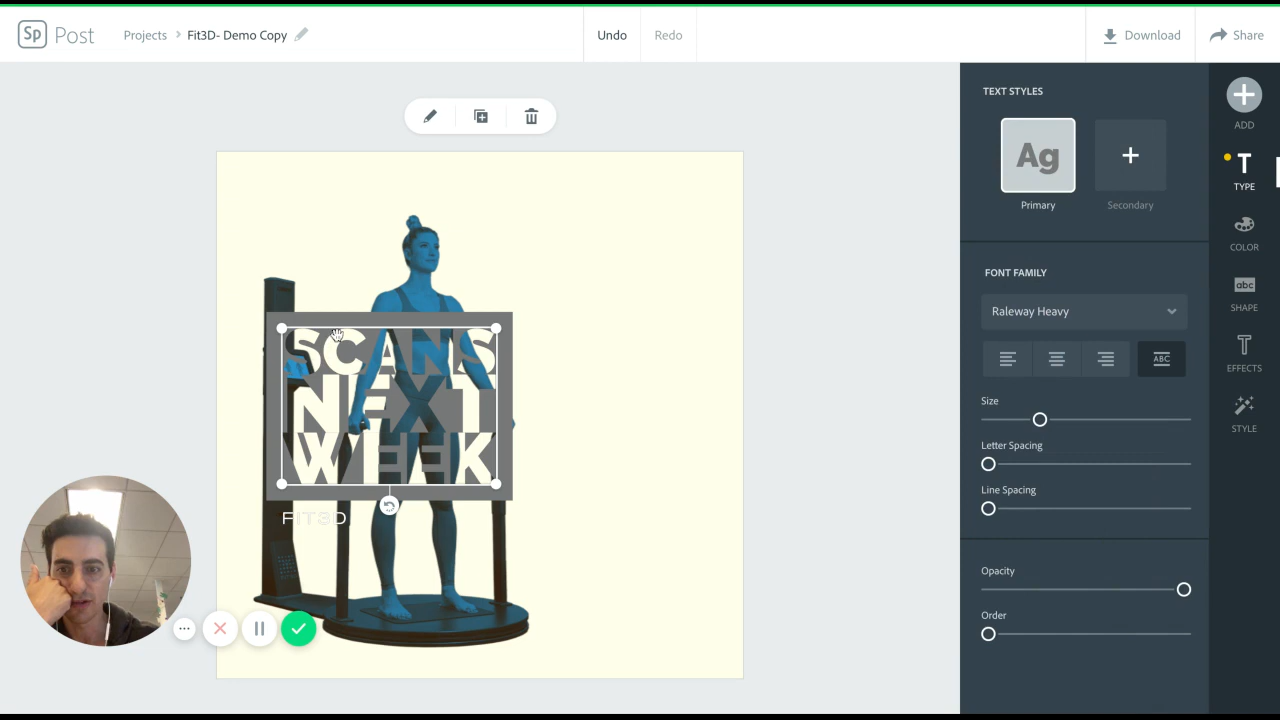 Sp Post Projects > Fit3D- Demo Copy Undo Redo Download Share
TEXT STYLES
Ag
Primary
Secondary
FONT FAMILY
Raleway Heavy
ABC
Size
Letter Spacing
Line Spacing
Opacity
Order
ADD
T
TYPE
COLOR
abc
SHAPE
EFFECTS
STYLE
SCANS
NEXT
WEEK
FIT3D